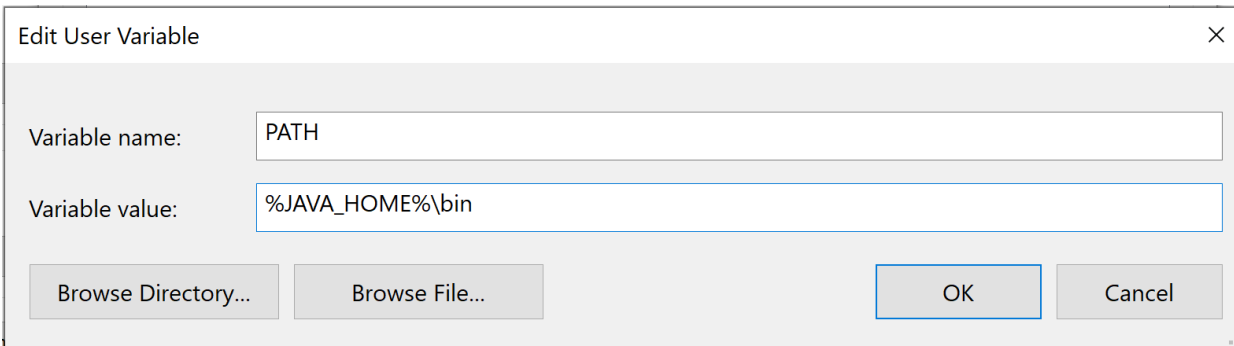 Edit User Variable
Variable name:
PATH
Variable value:
%JAVA_HOME%\bin
Browse Directory...
Browse File...
OK
Cancel